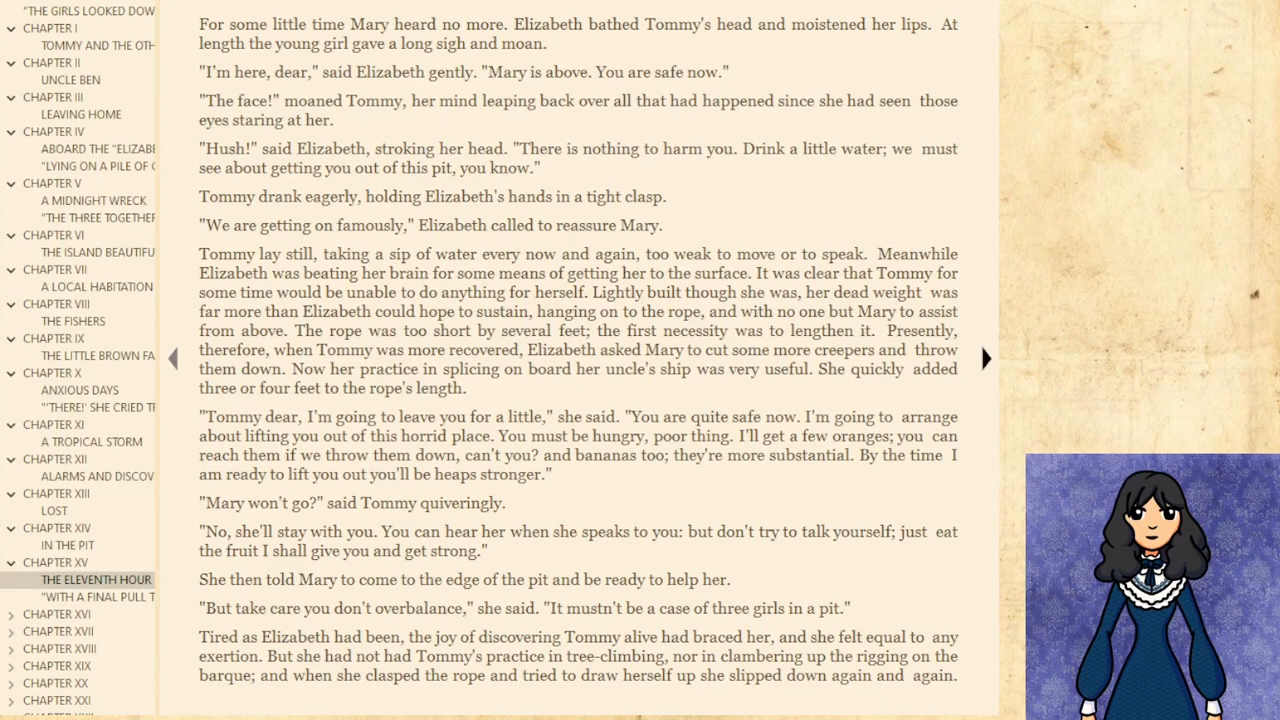 "THE GIRLS LOOKED DOW
CHAPTER I
TOMMY AND THE OTH
CHAPTER II
UNCLE BEN
CHAPTER III
LEAVING HOME
CHAPTER IV
ABOARD THE "ELIZABE
"LYING ON A PILE OF
CHAPTER V
A MIDNIGHT WRECK
"THE THREE TOGETHER
CHAPTER VI
THE ISLAND BEAUTIFU
CHAPTER VII
A LOCAL HABITATION
CHAPTER VIII
THE FISHERS
CHAPTER IX
THE LITTLE BROWN FA
CHAPTER X
ANXIOUS DAYS
"'THERE!' SHE CRIED
CHAPTER XI
A TROPICAL STORM
CHAPTER XII
ALARMS AND DISCOV
CHAPTER XIII
LOST
CHAPTER XIV
IN THE PIT
CHAPTER XV
THE ELEVENTH HOUR
"WITH A FINAL PULL T
CHAPTER XVI
CHAPTER XVII
CHAPTER XVIII
CHAPTER XIX
CHAPTER XX
CHAPTER XXI
For some little time Mary heard no more. Elizabeth bathed Tommy's head and moistened her lips. At
length the young girl gave a long sigh and moan.
"I'm here, dear," said Elizabeth gently. "Mary is above. You are safe now."
"The face!" moaned Tommy, her mind leaping back over all that had happened since she had seen those
eyes staring at her.
"Hush!" said Elizabeth, stroking her head. "There is nothing to harm you. Drink a little water; we must
see about getting you out of this pit, you know."
Tommy drank eagerly, holding Elizabeth's hands in a tight clasp.
"We are getting on famously," Elizabeth called to reassure Mary.
Tommy lay still, taking a sip of water every now and again, too weak to move or to speak. Meanwhile
Elizabeth was beating her brain for some means of getting her to the surface. It was clear that Tommy for
some time would be unable to do anything for herself. Lightly built though she was, her dead weight was
far more than Elizabeth could hope to sustain, hanging on to the rope, and with no one but Mary to assist
from above. The rope was too short by several feet; the first necessity was to lengthen it. Presently,
therefore, when Tommy was more recovered, Elizabeth asked Mary to cut some more creepers and throw
them down. Now her practice in splicing on board her uncle's ship was very useful. She quickly added
three or four feet to the rope's length.
"Tommy dear, I'm going to leave you for a little," she said. "You are quite safe now. I'm going to arrange
about lifting you out of this horrid place. You must be hungry, poor thing. I'll get a few oranges; you can
reach them if we throw them down, can't you? and bananas too; they're more substantial. By the time I
am ready to lift you out you'll be heaps stronger."
"Mary won't go?" said Tommy quiveringly.
"No, she'll stay with you. You can hear her when she speaks to you: but don't try to talk yourself; just eat
the fruit I shall give you and get strong."
She then told Mary to come to the edge of the pit and be ready to help her.
"But take care you don't overbalance," she said. "It mustn't be a case of three girls in a pit."
Tired as Elizabeth had been, the joy of discovering Tommy alive had braced her, and she felt equal to any
exertion. But she had not had Tommy's practice in tree-climbing, nor in clambering up the rigging on the
barque; and when she clasped the rope and tried to draw herself up she slipped down again and again.